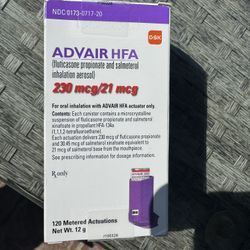 NDC 0173-0717-20
ADVAIR HFA
GSK
(fluticasone propionate and salmeterol
inhalation aerosol)
230 mcg/21 mcg
For oral inhalation with ADVAIR HFA actuator only.
Contents: Each canister contains a microcrystalline
suspension of fluticasone propionate and salmeterol
xinafoate in propellant HFA-134a
(1,1,1,2-tetrafluoroethane).
Each actuation delivers 230 mcg of fluticasone propionate
and 30.45 mcg of salmeterol xinafoate equivalent to
21 mcg of salmeterol base from the mouthpiece.
See prescribing information for dosage information.
Rx only
120 Metered Actuations
Net Wt. 12 g